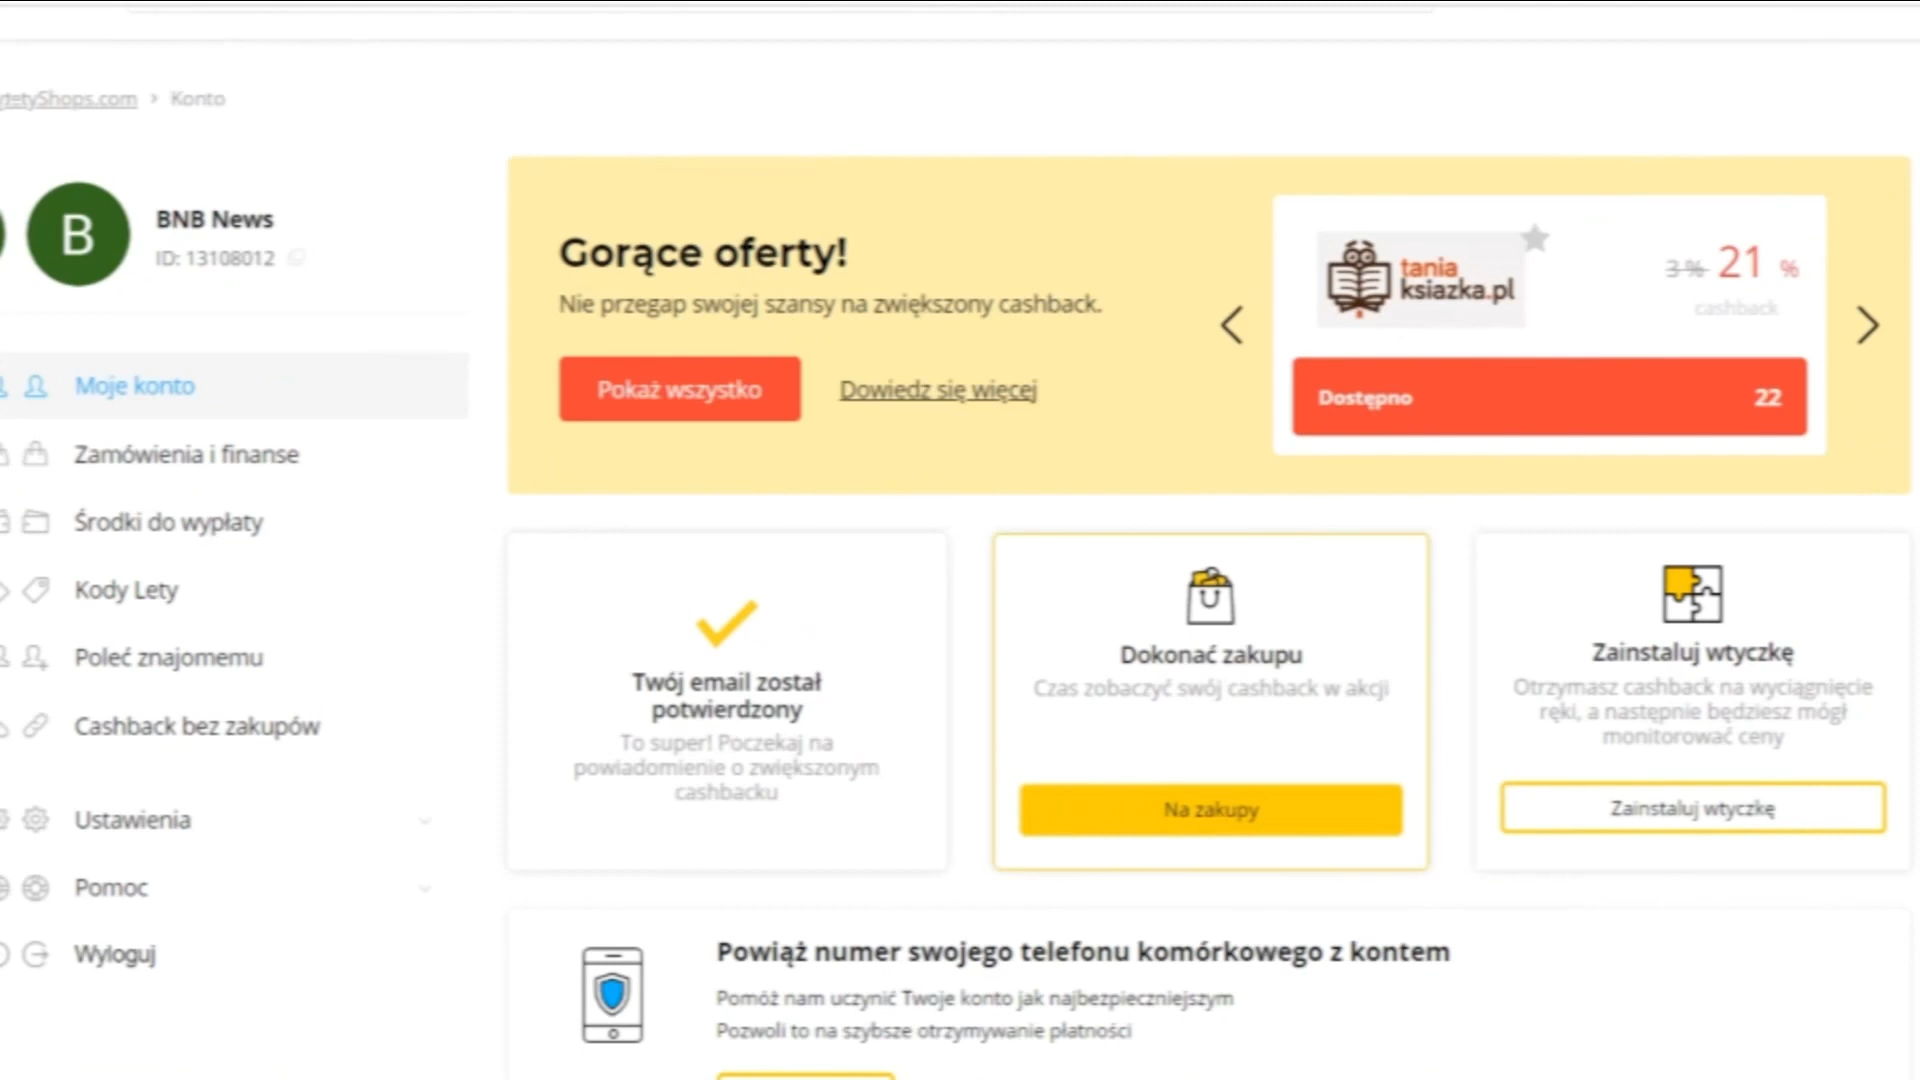 tetyShops.com > Konto
B
BNB News
ID: 13108012
Moje konto
Zamówienia i finanse
Środki do wypłaty
Kody Lety
Poleć znajomemu
Cashback bez zakupów
Ustawienia
Pomoc
Wyloguj
Gorące oferty!
Nie przegap swojej szansy na zwiększony cashback.
Pokaż wszystko
Dowiedz się więcej
tania
ksiazka.pl
3 % 21 %
cashback
Dostępno 22
Twój email został
potwierdzony
To super! Poczekaj na
powiadomienie o zwiększonym
cashbacku
Dokonać zakupu
Czas zobaczyć swój cashback w akcji
Na zakupy
Zainstaluj wtyczkę
Otrzymasz cashback na wyciągnięcie
ręki, a następnie będziesz mógł
monitorować ceny
Zainstaluj wtyczkę
Powiąż numer swojego telefonu komórkowego z kontem
Pomóż nam uczynić Twoje konto jak najbezpieczniejszym
Pozwoli to na szybsze otrzymywanie płatności